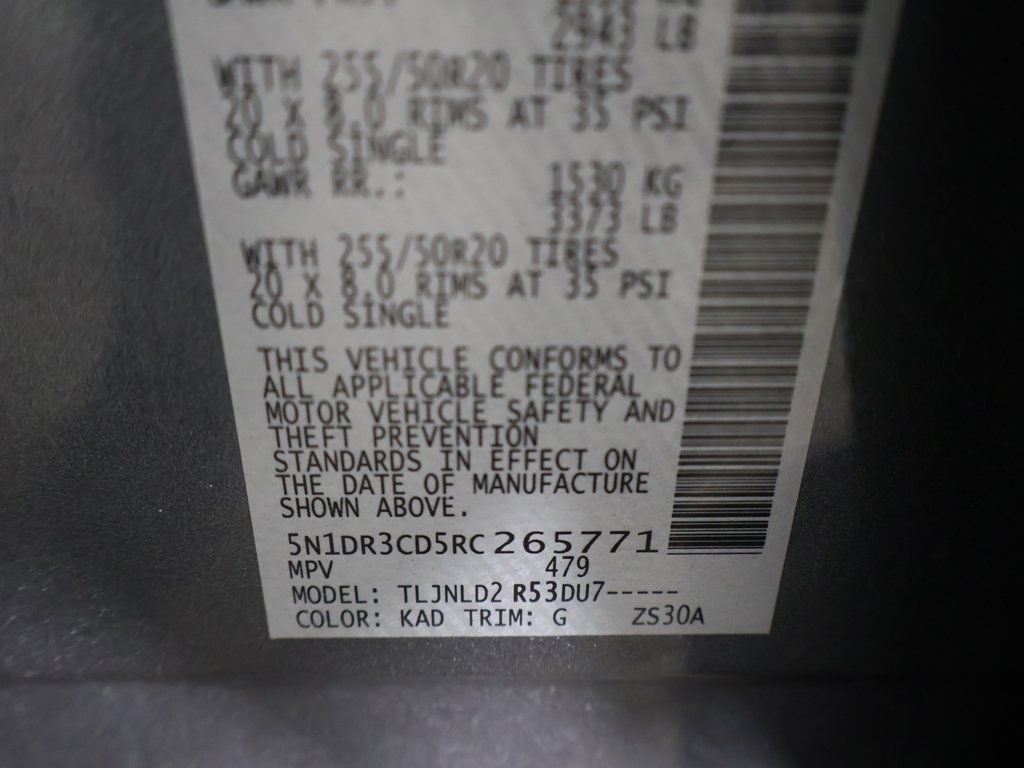 2943 LB
WITH 255/50R20 TIRES
20 X 8.0 RIMS AT 35 PSI
COLD SINGLE
GAWR RR.: 1530 KG
3373 LB
WITH 255/50R20 TIRES
20 X 8.0 RIMS AT 35 PSI
COLD SINGLE
THIS VEHICLE CONFORMS TO
ALL APPLICABLE FEDERAL
MOTOR VEHICLE SAFETY AND
THEFT PREVENTION
STANDARDS IN EFFECT ON
THE DATE OF MANUFACTURE
SHOWN ABOVE.
5N1DR3CD5RC265771
MPV 479
MODEL: TLJNLD2 R53DU7-----
COLOR: KAD TRIM: G ZS30A